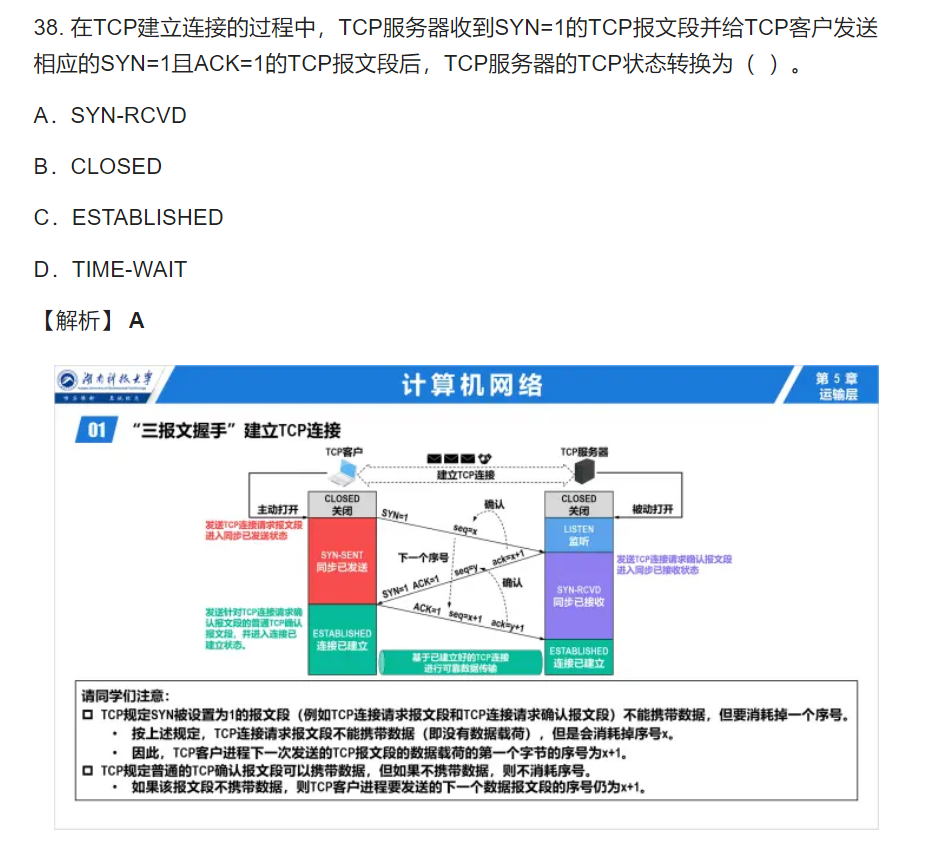 38. 在TCP建立连接的过程中，TCP服务器收到SYN=1的TCP报文段并给TCP客户发送
相应的SYN=1且ACK=1的TCP报文段后，TCP服务器的TCP状态转换为（ ）。
A．SYN-RCVD
B．CLOSED
C．ESTABLISHED
D．TIME-WAIT
【解析】 A
湖南科技大学
计算机网络
第 5 章
运输层
01
“三报文握手”建立TCP连接
TCP客户
TCP服务器
建立TCP连接
主动打开
CLOSED
关闭
CLOSED
关闭
被动打开
发送TCP连接请求报文段
进入同步已发送状态
SYN=1
seq=x
确认
LISTEN
监听
SYN-SENT
同步已发送
下一个序号
SYN=1 ACK=1
seq=y
ack=x+1
确认
发送TCP连接请求确认报文段
进入同步已接收状态
SYN-RCVD
同步已接收
发送针对TCP连接请求确
认报文段的普通TCP确认
报文段，并进入连接已
建立状态。
ESTABLISHED
连接已建立
ACK=1
seq=x+1
ack=y+1
ESTABLISHED
连接已建立
基于已建立好的TCP连接
进行可靠数据传输
请同学们注意：
TCP规定SYN被设置为1的报文段（例如TCP连接请求报文段和TCP连接请求确认报文段）不能携带数据，但要消耗掉一个序号。
• 按上述规定，TCP连接请求报文段不能携带数据（即没有数据载荷），但是会消耗掉序号x。
• 因此，TCP客户进程下一次发送的TCP报文段的数据载荷的第一个字节的序号为x+1。
TCP规定普通的TCP确认报文段可以携带数据，但如果不携带数据，则不消耗序号。
• 如果该报文段不携带数据，则TCP客户进程要发送的下一个数据报文段的序号仍为x+1。